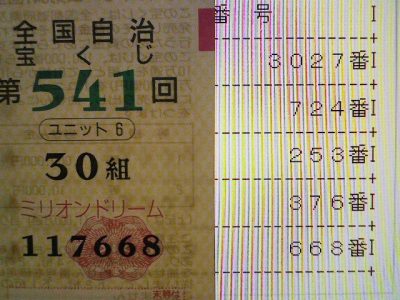 全国自治
宝くじ
第541回
ユニット6
30組
ミリオンドリーム
117668
番号
3027番
724番
253番
376番
668番